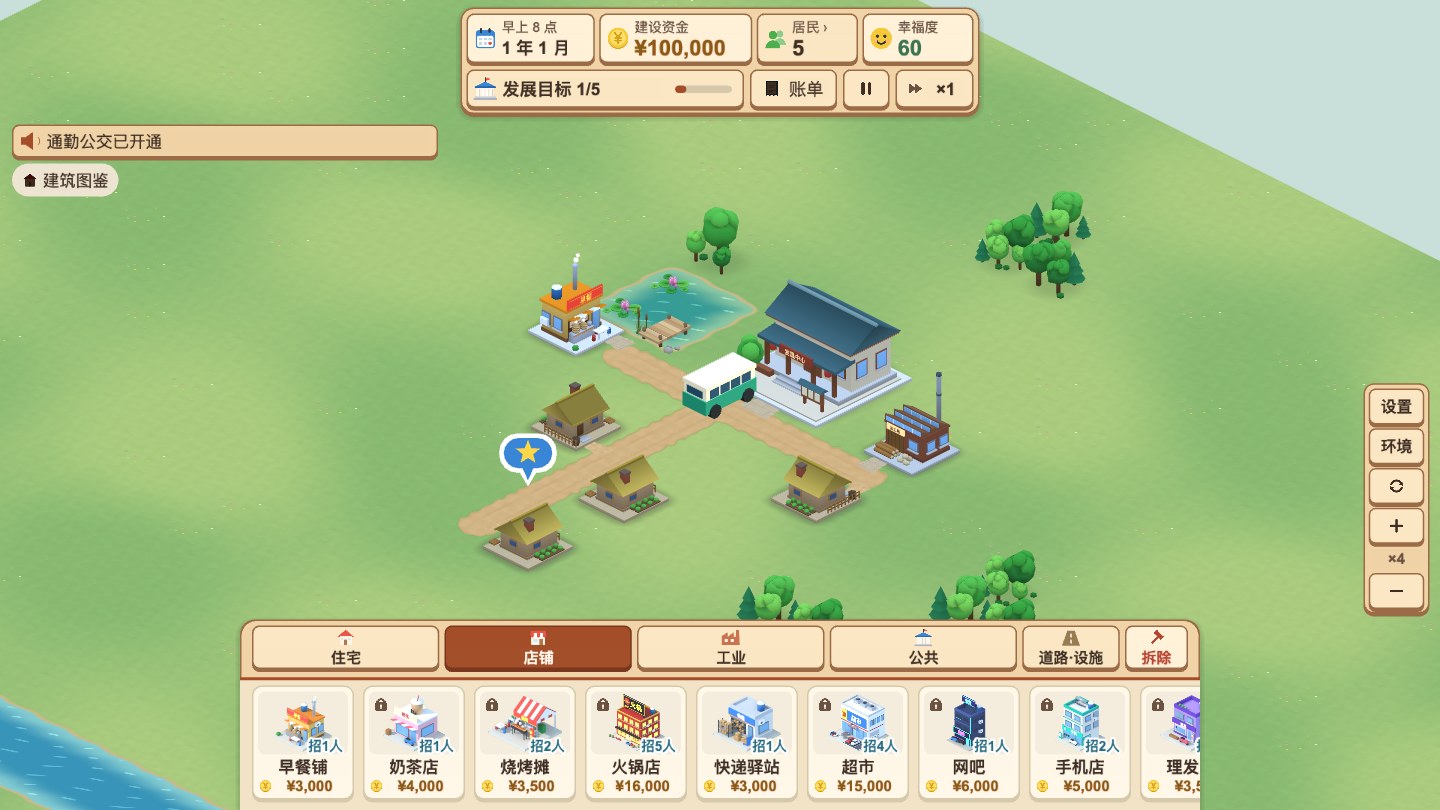 早上 8 点
1 年 1 月
建设资金
¥100,000
居民 ›
5
幸福度
60
发展目标 1/5
账单
×1
通勤公交已开通
建筑图鉴
设置
环境
+
×4
−
住宅
店铺
工业
公共
道路·设施
拆除
招1人
早餐铺
¥3,000
招1人
奶茶店
¥4,000
招2人
烧烤摊
¥3,500
招5人
火锅店
¥16,000
招1人
快递驿站
¥3,000
招4人
超市
¥15,000
招1人
网吧
¥6,000
招2人
手机店
¥5,000
理发